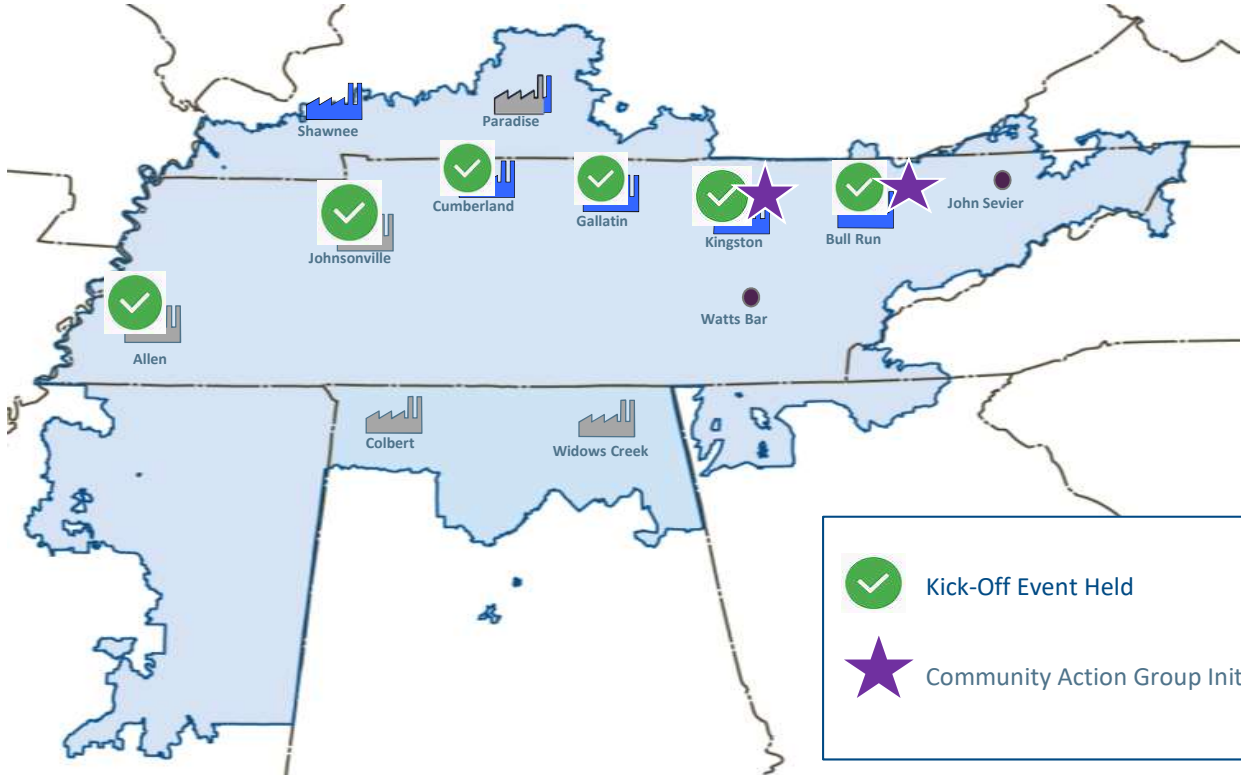 Shawnee
Paradise
Cumberland
Gallatin
Kingston
Bull Run
John Sevier
Johnsonville
Watts Bar
Allen
Colbert
Widows Creek
Kick-Off Event Held
Community Action Group Init